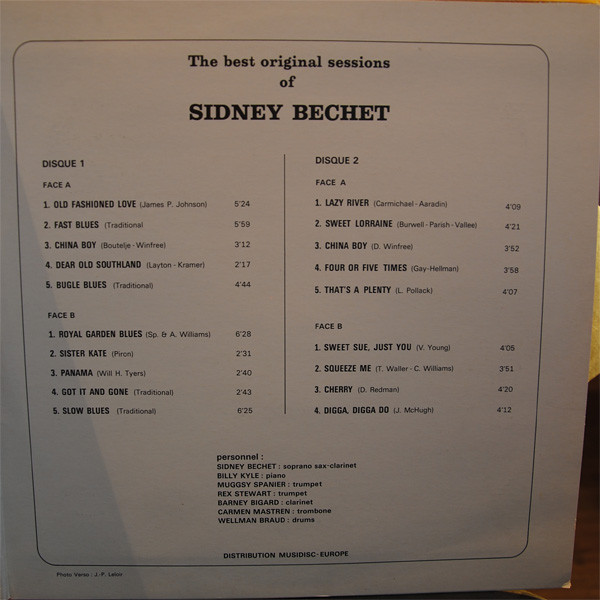 The best original sessions
of
SIDNEY BECHET
DISQUE 1
FACE A
1. OLD FASHIONED LOVE (James P. Johnson) 5'24
2. FAST BLUES (Traditional 5'59
3. CHINA BOY (Boutelje - Winfree) 3'12
4. DEAR OLD SOUTHLAND (Layton - Kramer) 2'17
5. BUGLE BLUES (Traditional) 4'44
FACE B
1. ROYAL GARDEN BLUES (Sp. & A. Williams) 6'28
2. SISTER KATE (Piron) 2'31
3. PANAMA (Will H. Tyers) 2'40
4. GOT IT AND GONE (Traditional) 2'43
5. SLOW BLUES (Traditional) 6'25
DISQUE 2
FACE A
1. LAZY RIVER (Carmichael - Aaradin) 4'09
2. SWEET LORRAINE (Burwell - Parish - Vallee) 4'21
3. CHINA BOY (D. Winfree) 3'52
4. FOUR OR FIVE TIMES (Gay-Hellman) 3'58
5. THAT'S A PLENTY (L. Pollack) 4'07
FACE B
1. SWEET SUE, JUST YOU (V. Young) 4'05
2. SQUEEZE ME (T. Waller - C. Williams) 3'51
3. CHERRY (D. Redman) 4'20
4. DIGGA, DIGGA DO (J. McHugh) 4'12
personnel :
SIDNEY BECHET : soprano sax-clarinet
BILLY KYLE : piano
MUGGSY SPANIER : trumpet
REX STEWART : trumpet
BARNEY BIGARD : clarinet
CARMEN MASTREN : trombone
WELLMAN BRAUD : drums
DISTRIBUTION MUSIDISC-EUROPE
Photo Verso : J.-P. Leloir